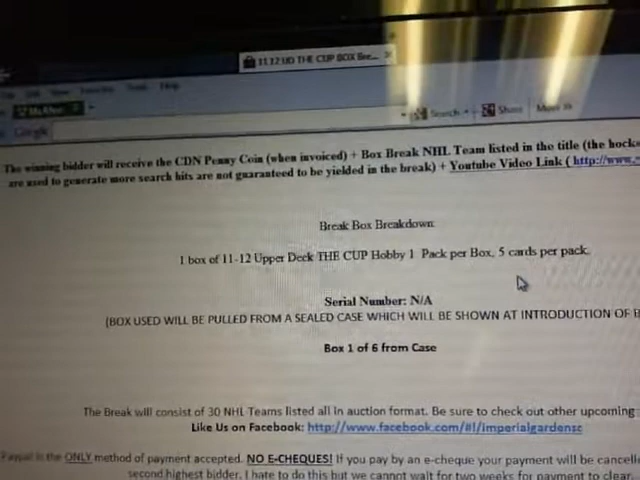 11-12 UD THE CUP BOX Bre...
Help
McAfee
Google
Search
Share
More
The winning bidder will receive the CDN Penny Coin (when invoiced) + Box Break NHL Team listed in the title (the hocke
are used to generate more search hits are not guaranteed to be yielded in the break) + Youtube Video Link ( http://www.
Break Box Breakdown
1 box of 11-12 Upper Deck THE CUP Hobby 1 Pack per Box, 5 cards per pack.
Serial Number: N/A
(BOX USED WILL BE PULLED FROM A SEALED CASE WHICH WILL BE SHOWN AT INTRODUCTION OF B
Box 1 of 6 from Case
The Break will consist of 30 NHL Teams listed all in auction format. Be sure to check out other upcoming
Like Us on Facebook: http://www.facebook.com/#!/imperialgardensc
Paypal is the ONLY method of payment accepted. NO E-CHEQUES! If you pay by an e-cheque your payment will be cancelle
second highest bidder. I hate to do this but we cannot wait for two weeks for payment to clear.